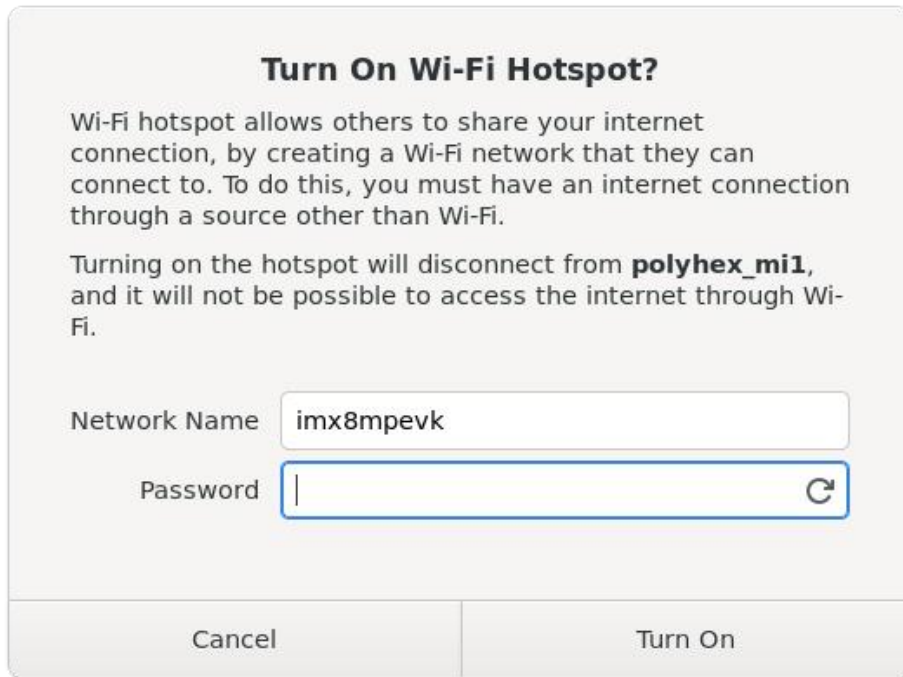 Turn On Wi-Fi Hotspot?
Wi-Fi hotspot allows others to share your internet
connection, by creating a Wi-Fi network that they can
connect to. To do this, you must have an internet connection
through a source other than Wi-Fi.
Turning on the hotspot will disconnect from polyhex_mi1,
and it will not be possible to access the internet through Wi-
Fi.
Network Name imx8mpevk
Password
Cancel Turn On